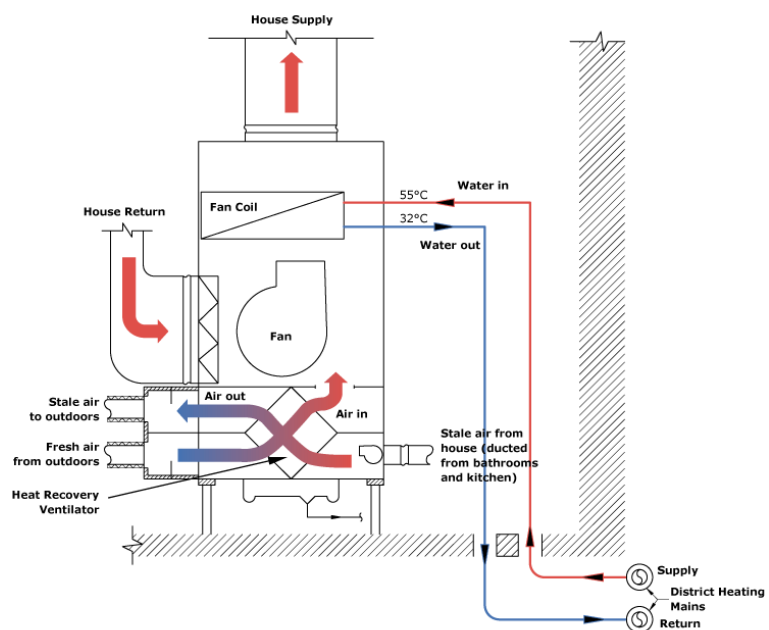 House Supply
55°C
Water in
Fan Coil
32°C
Water out
House Return
Fan
Stale air
to outdoors
Air out
Air in
Fresh air
from outdoors
Stale air from
house (ducted
from bathrooms
and kitchen)
Heat Recovery
Ventilator
Supply
District Heating
Mains
Return